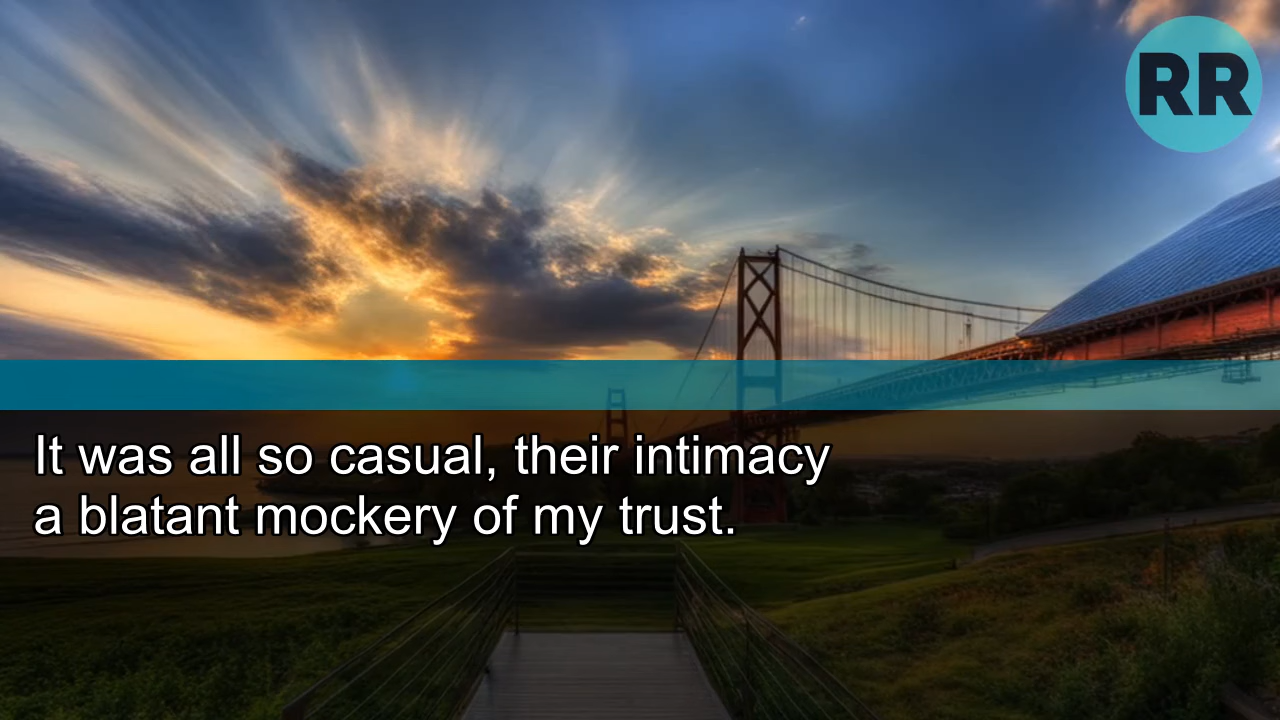 RR
It was all so casual, their intimacy
a blatant mockery of my trust.